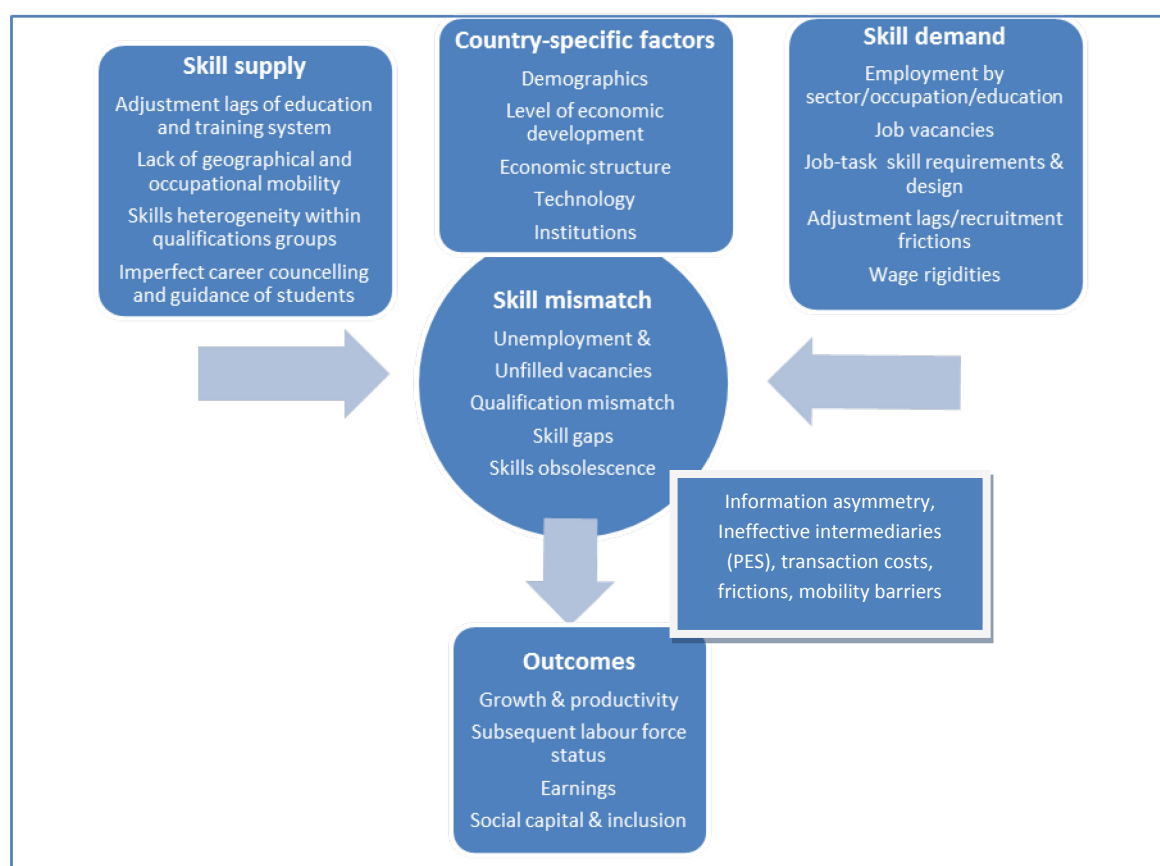 Skill supply
Adjustment lags of education
and training system
Lack of geographical and
occupational mobility
Skills heterogeneity within
qualifications groups
Imperfect career councelling
and guidance of students
Country-specific factors
Demographics
Level of economic
development
Economic structure
Technology
Institutions
Skill demand
Employment by
sector/occupation/education
Job vacancies
Job-task skill requirements &
design
Adjustment lags/recruitment
frictions
Wage rigidities
Skill mismatch
Unemployment &
Unfilled vacancies
Qualification mismatch
Skill gaps
Skills obsolescence
Information asymmetry,
Ineffective intermediaries
(PES), transaction costs,
frictions, mobility barriers
Outcomes
Growth & productivity
Subsequent labour force
status
Earnings
Social capital & inclusion